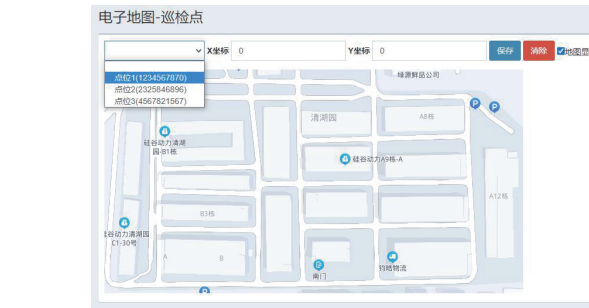 电子地图-巡检点
X坐标 0 Y坐标 0 保存 清除 地图显
点位1(1234567870)
点位2(2325846896)
点位3(4567821567)
绿源鲜品公司
P P
清湖园 A8栋
硅谷动力清湖
园-B1栋
硅谷动力A9栋-A
A12栋
B3栋
硅谷动力清湖园
C1-30号
A B
南门
钧晴物流
P